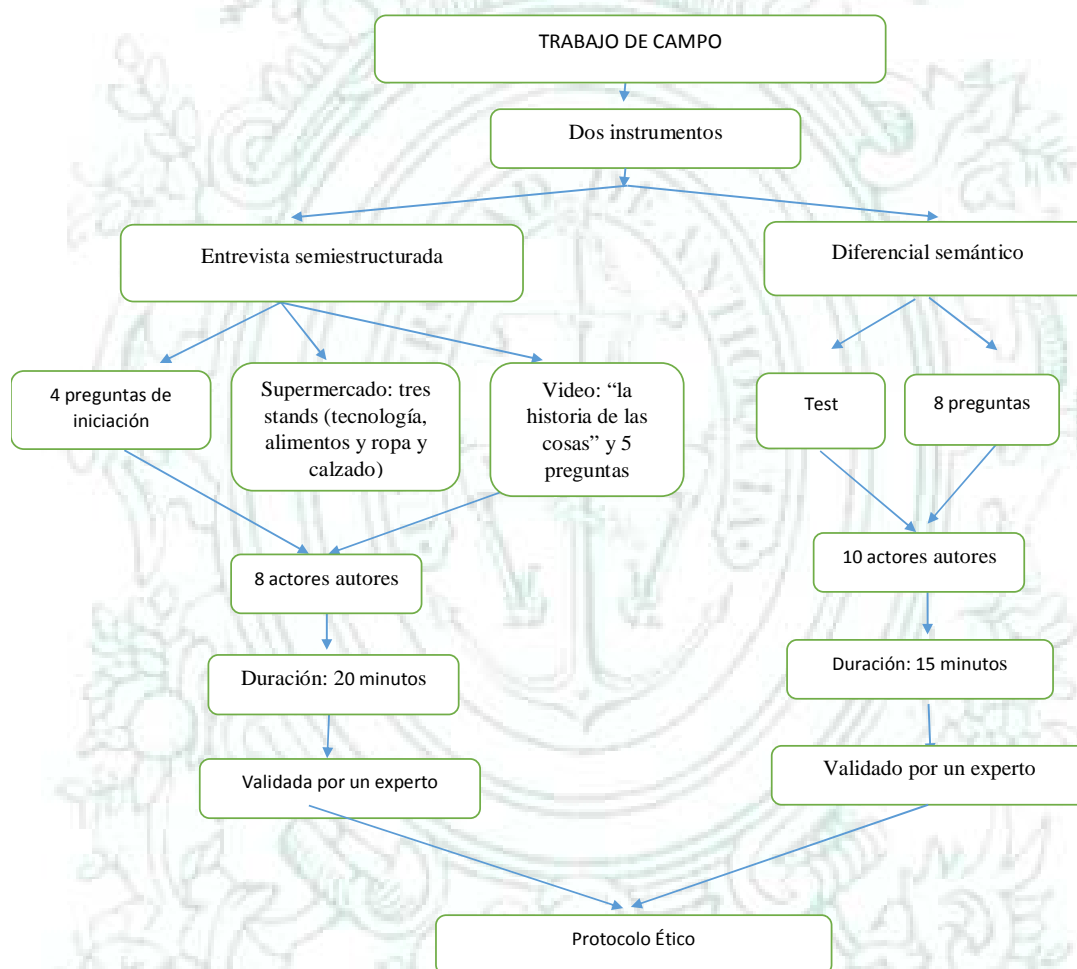 TRABAJO DE CAMPO
Dos instrumentos
Entrevista semiestructurada
Diferencial semántico
4 preguntas de
iniciación
Supermercado: tres
stands (tecnología,
alimentos y ropa y
calzado)
Video: “la
historia de las
cosas” y 5
preguntas
Test
8 preguntas
8 actores autores
10 actores autores
Duración: 20 minutos
Duración: 15 minutos
Validada por un experto
Validado por un experto
Protocolo Ético